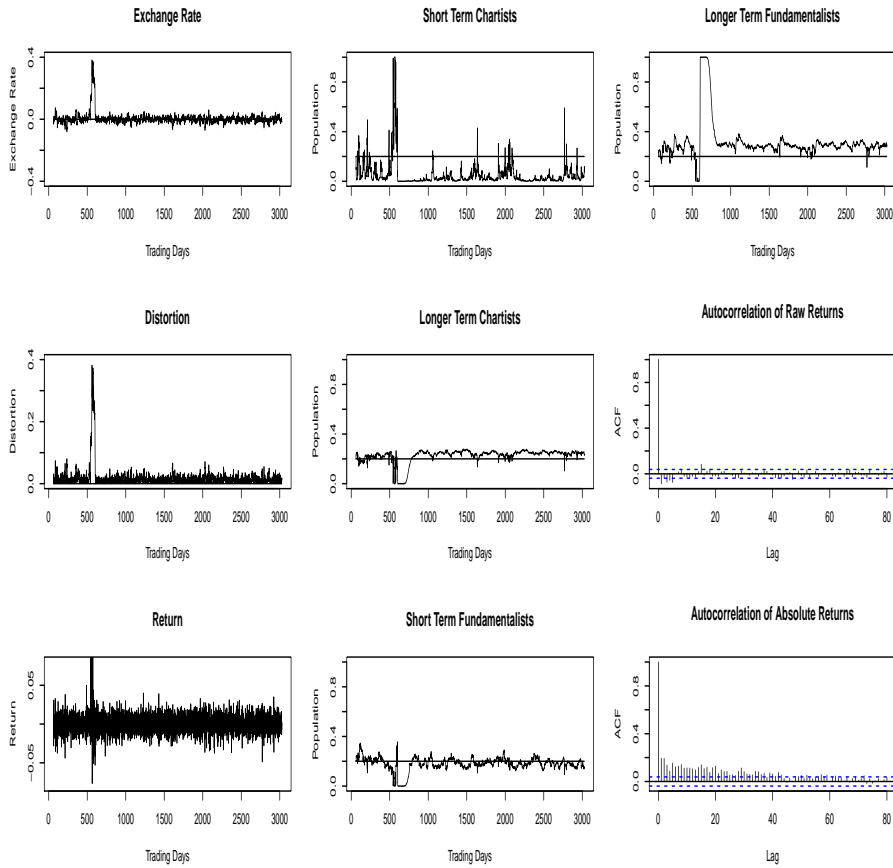 Exchange Rate
Exchange Rate
−0.4 0.0 0.4
0 500 1000 1500 2000 2500 3000
Trading Days
Short Term Chartists
Population
0.0 0.4 0.8
0 500 1000 1500 2000 2500 3000
Trading Days
Longer Term Fundamentalists
Population
0.0 0.4 0.8
0 500 1000 1500 2000 2500 3000
Trading Days
Distortion
Distortion
0.0 0.2 0.4
0 500 1000 1500 2000 2500 3000
Trading Days
Longer Term Chartists
Population
0.0 0.4 0.8
0 500 1000 1500 2000 2500 3000
Trading Days
Autocorrelation of Raw Returns
ACF
0.0 0.4 0.8
0 20 40 60 80
Lag
Return
Return
−0.05 0.05
0 500 1000 1500 2000 2500 3000
Trading Days
Short Term Fundamentalists
Population
0.0 0.4 0.8
0 500 1000 1500 2000 2500 3000
Trading Days
Autocorrelation of Absolute Returns
ACF
0.0 0.4 0.8
0 20 40 60 80
Lag